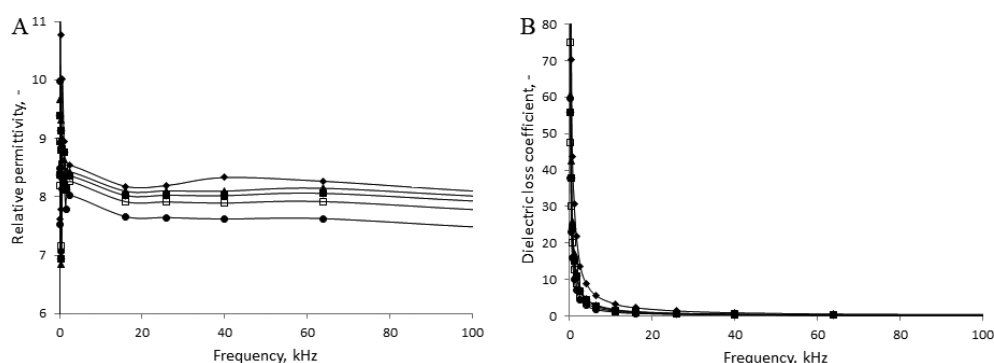 A
Relative permittivity, -
11
10
9
8
7
6
0 20 40 60 80 100
Frequency, kHz
B
Dielectric loss coefficient, -
80
70
60
50
40
30
20
10
0
0 20 40 60 80 100
Frequency, kHz